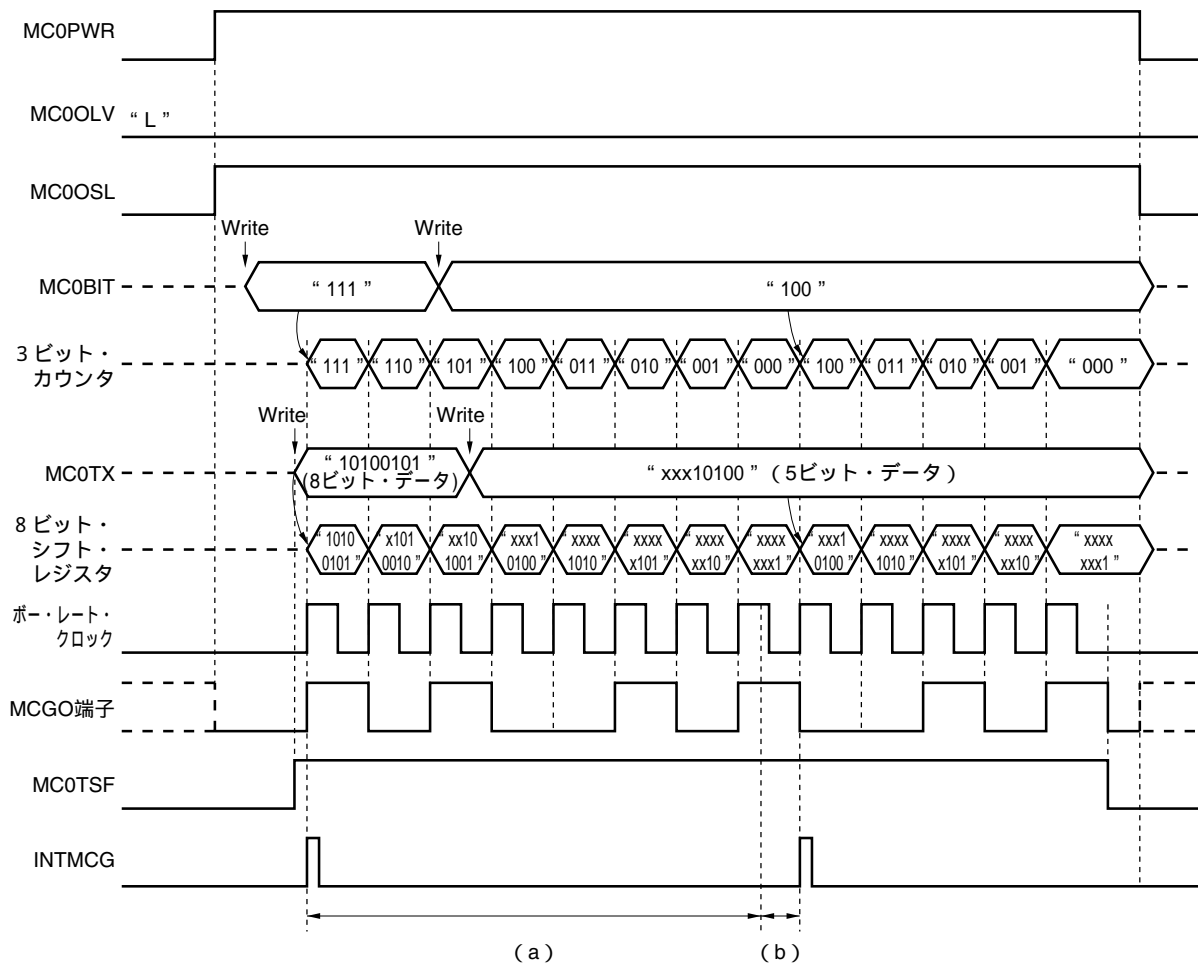 MC0PWR
MC0OLV “ L ”
MC0OSL
Write Write
MC0BIT “ 111 ” “ 100 ”
3 ビット・
カウンタ
“ 111 ” “ 110 ” “ 101 ” “ 100 ” “ 011 ” “ 010 ” “ 001 ” “ 000 ” “ 100 ” “ 011 ” “ 010 ” “ 001 ” “ 000 ”
Write Write
MC0TX
“ 10100101 ”
(8ビット・データ)
“ xxx10100 ” （ 5ビット・データ ）
8 ビット・
シフト・
レジスタ
“ 1010 “ x101 “ xx10 “ xxx1 “ xxxx “ xxxx “ xxxx “ xxxx “ xxx1 “ xxxx “ xxxx “ xxxx “ xxxx
0101 ” 0010 ” 1001 ” 0100 ” 1010 ” x101 ” xx10 ” xxx1 ” 0100 ” 1010 ” x101 ” xx10 ” xxx1 ”
ボー・レート・
クロック
MCGO端子
MC0TSF
INTMCG
（ a ） （ b ）